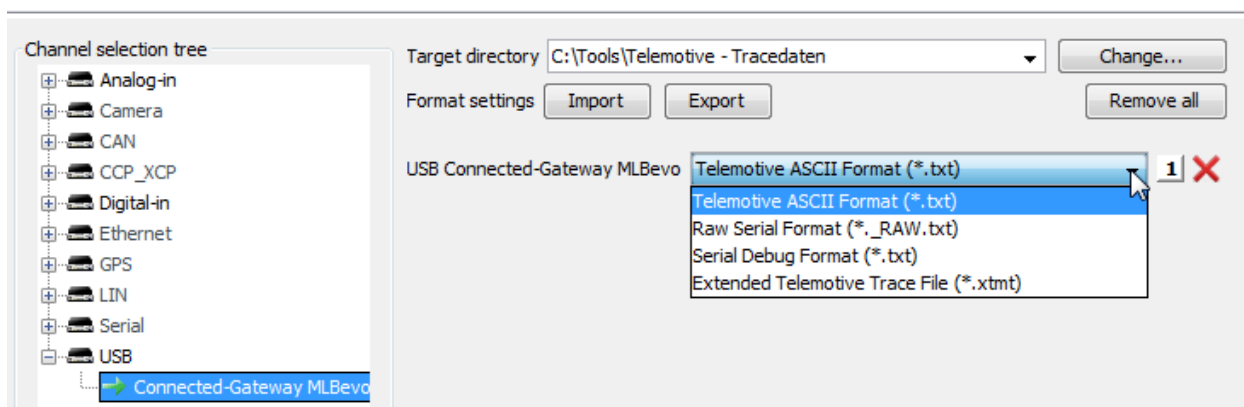 Channel selection tree
Analog-in
Camera
CAN
CCP_XCP
Digital-in
Ethernet
GPS
LIN
Serial
USB
Connected-Gateway MLBevo
Target directory C:\Tools\Telemotive - Tracedaten Change...
Format settings Import Export Remove all
USB Connected-Gateway MLBevo Telemotive ASCII Format (*.txt) 1
Telemotive ASCII Format (*.txt)
Raw Serial Format (*._RAW.txt)
Serial Debug Format (*.txt)
Extended Telemotive Trace File (*.xtmt)